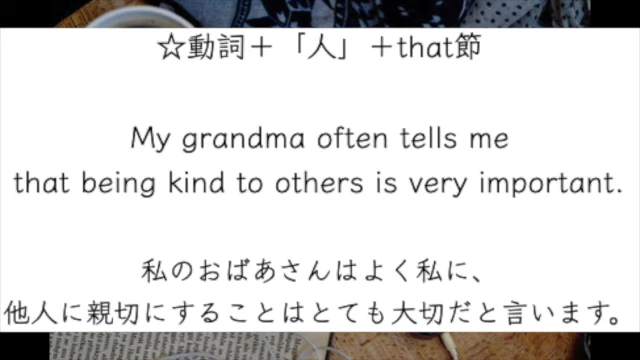 ☆動詞＋「人」＋that節
My grandma often tells me
that being kind to others is very important.
私のおばあさんはよく私に、
他人に親切にすることはとても大切だと言います。